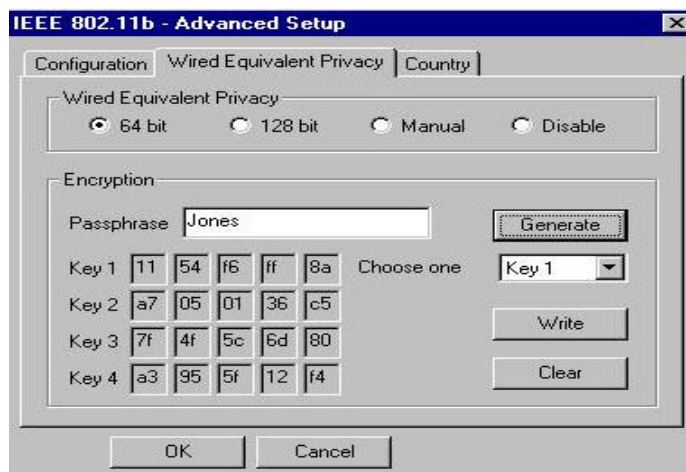 IEEE 802.11b - Advanced Setup
Configuration Wired Equivalent Privacy Country
Wired Equivalent Privacy
64 bit 128 bit Manual Disable
Encryption
Passphrase Jones Generate
Key 1 11 54 f6 ff 8a Choose one Key 1
Key 2 a7 05 01 36 c5
Write
Key 3 7f 4f 5c 6d 80
Key 4 a3 95 5f 12 f4 Clear
OK Cancel